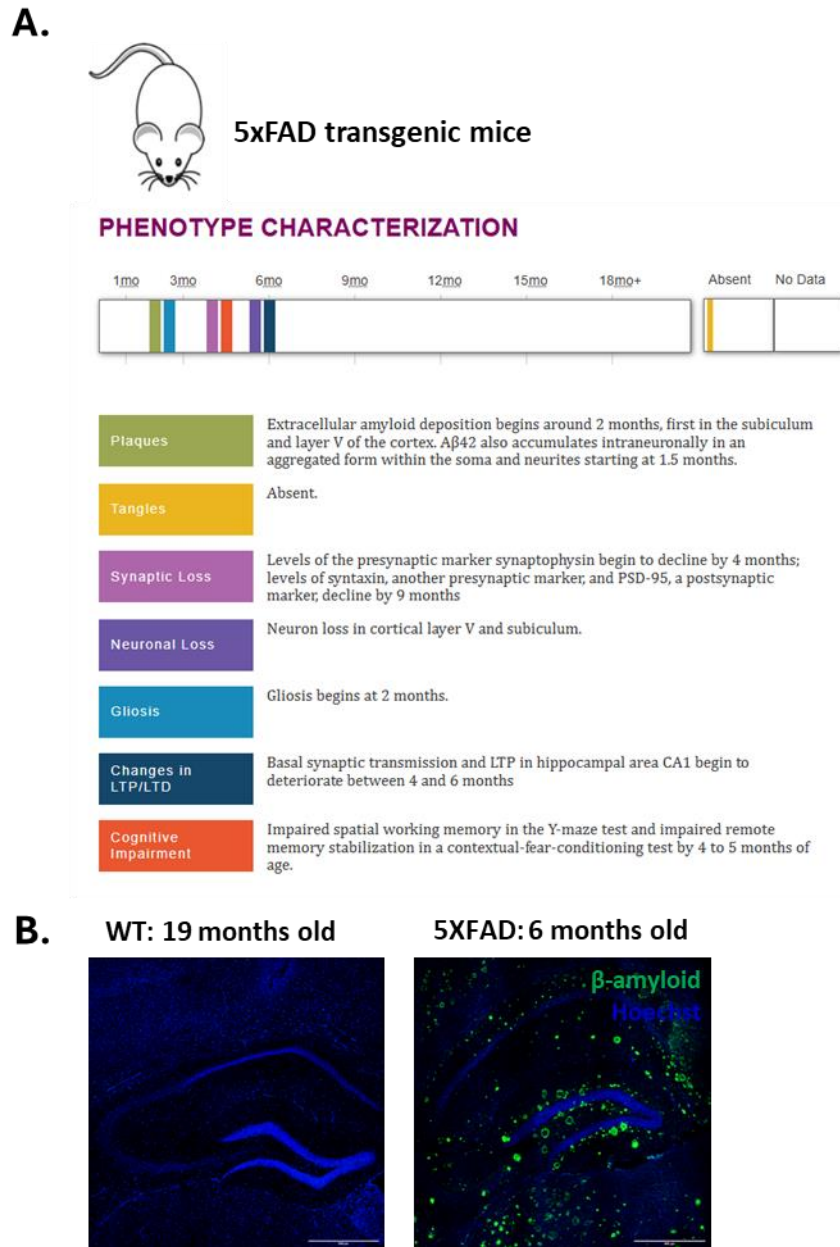 A.
5xFAD transgenic mice
PHENOTYPE CHARACTERIZATION
1mo 3mo 6mo 9mo 12mo 15mo 18mo+ Absent No Data
Plaques
Extracellular amyloid deposition begins around 2 months, first in the subiculum
and layer V of the cortex. Aβ42 also accumulates intraneuronally in an
aggregated form within the soma and neurites starting at 1.5 months.
Tangles
Absent.
Synaptic Loss
Levels of the presynaptic marker synaptophysin begin to decline by 4 months;
levels of syntaxin, another presynaptic marker, and PSD-95, a postsynaptic
marker, decline by 9 months
Neuronal Loss
Neuron loss in cortical layer V and subiculum.
Gliosis
Gliosis begins at 2 months.
Changes in
LTP/LTD
Basal synaptic transmission and LTP in hippocampal area CA1 begin to
deteriorate between 4 and 6 months
Cognitive
Impairment
Impaired spatial working memory in the Y-maze test and impaired remote
memory stabilization in a contextual-fear-conditioning test by 4 to 5 months of
age.
B.
WT: 19 months old
5XFAD: 6 months old
β-amyloid
Hoechst